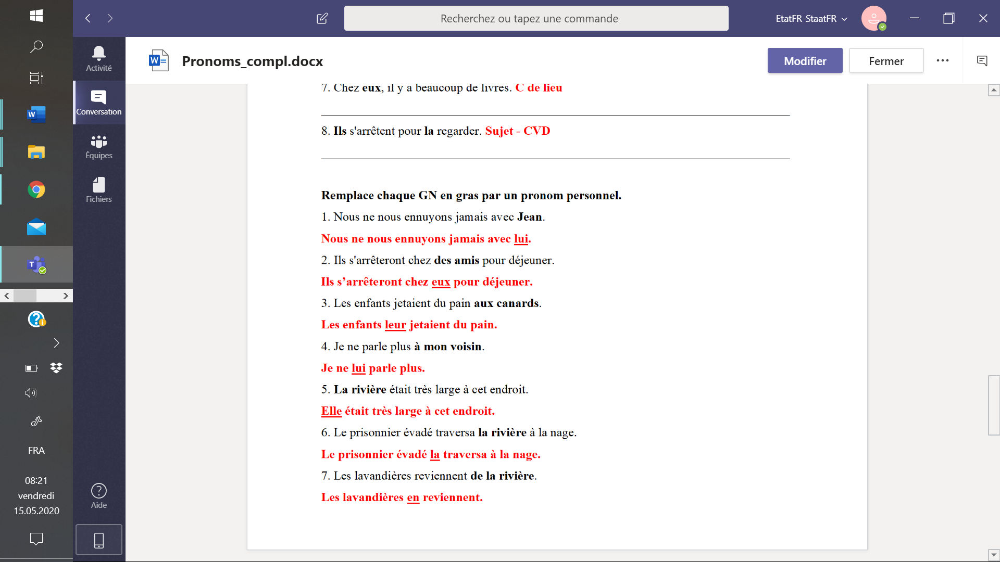 Recherchez ou tapez une commande
EtatFR-StaatFR
Activité
Conversation
Équipes
Fichiers
Aide
W
Pronoms_compl.docx
Modifier
Fermer
7. Chez eux, il y a beaucoup de livres. C de lieu
8. Ils s'arrêtent pour la regarder. Sujet - CVD
Remplace chaque GN en gras par un pronom personnel.
1. Nous ne nous ennuyons jamais avec Jean.
Nous ne nous ennuyons jamais avec lui.
2. Ils s'arrêteront chez des amis pour déjeuner.
Ils s’arrêteront chez eux pour déjeuner.
3. Les enfants jetaient du pain aux canards.
Les enfants leur jetaient du pain.
4. Je ne parle plus à mon voisin.
Je ne lui parle plus.
5. La rivière était très large à cet endroit.
Elle était très large à cet endroit.
6. Le prisonnier évadé traversa la rivière à la nage.
Le prisonnier évadé la traversa à la nage.
7. Les lavandières reviennent de la rivière.
Les lavandières en reviennent.
W
T
FRA
08:21
vendredi
15.05.2020